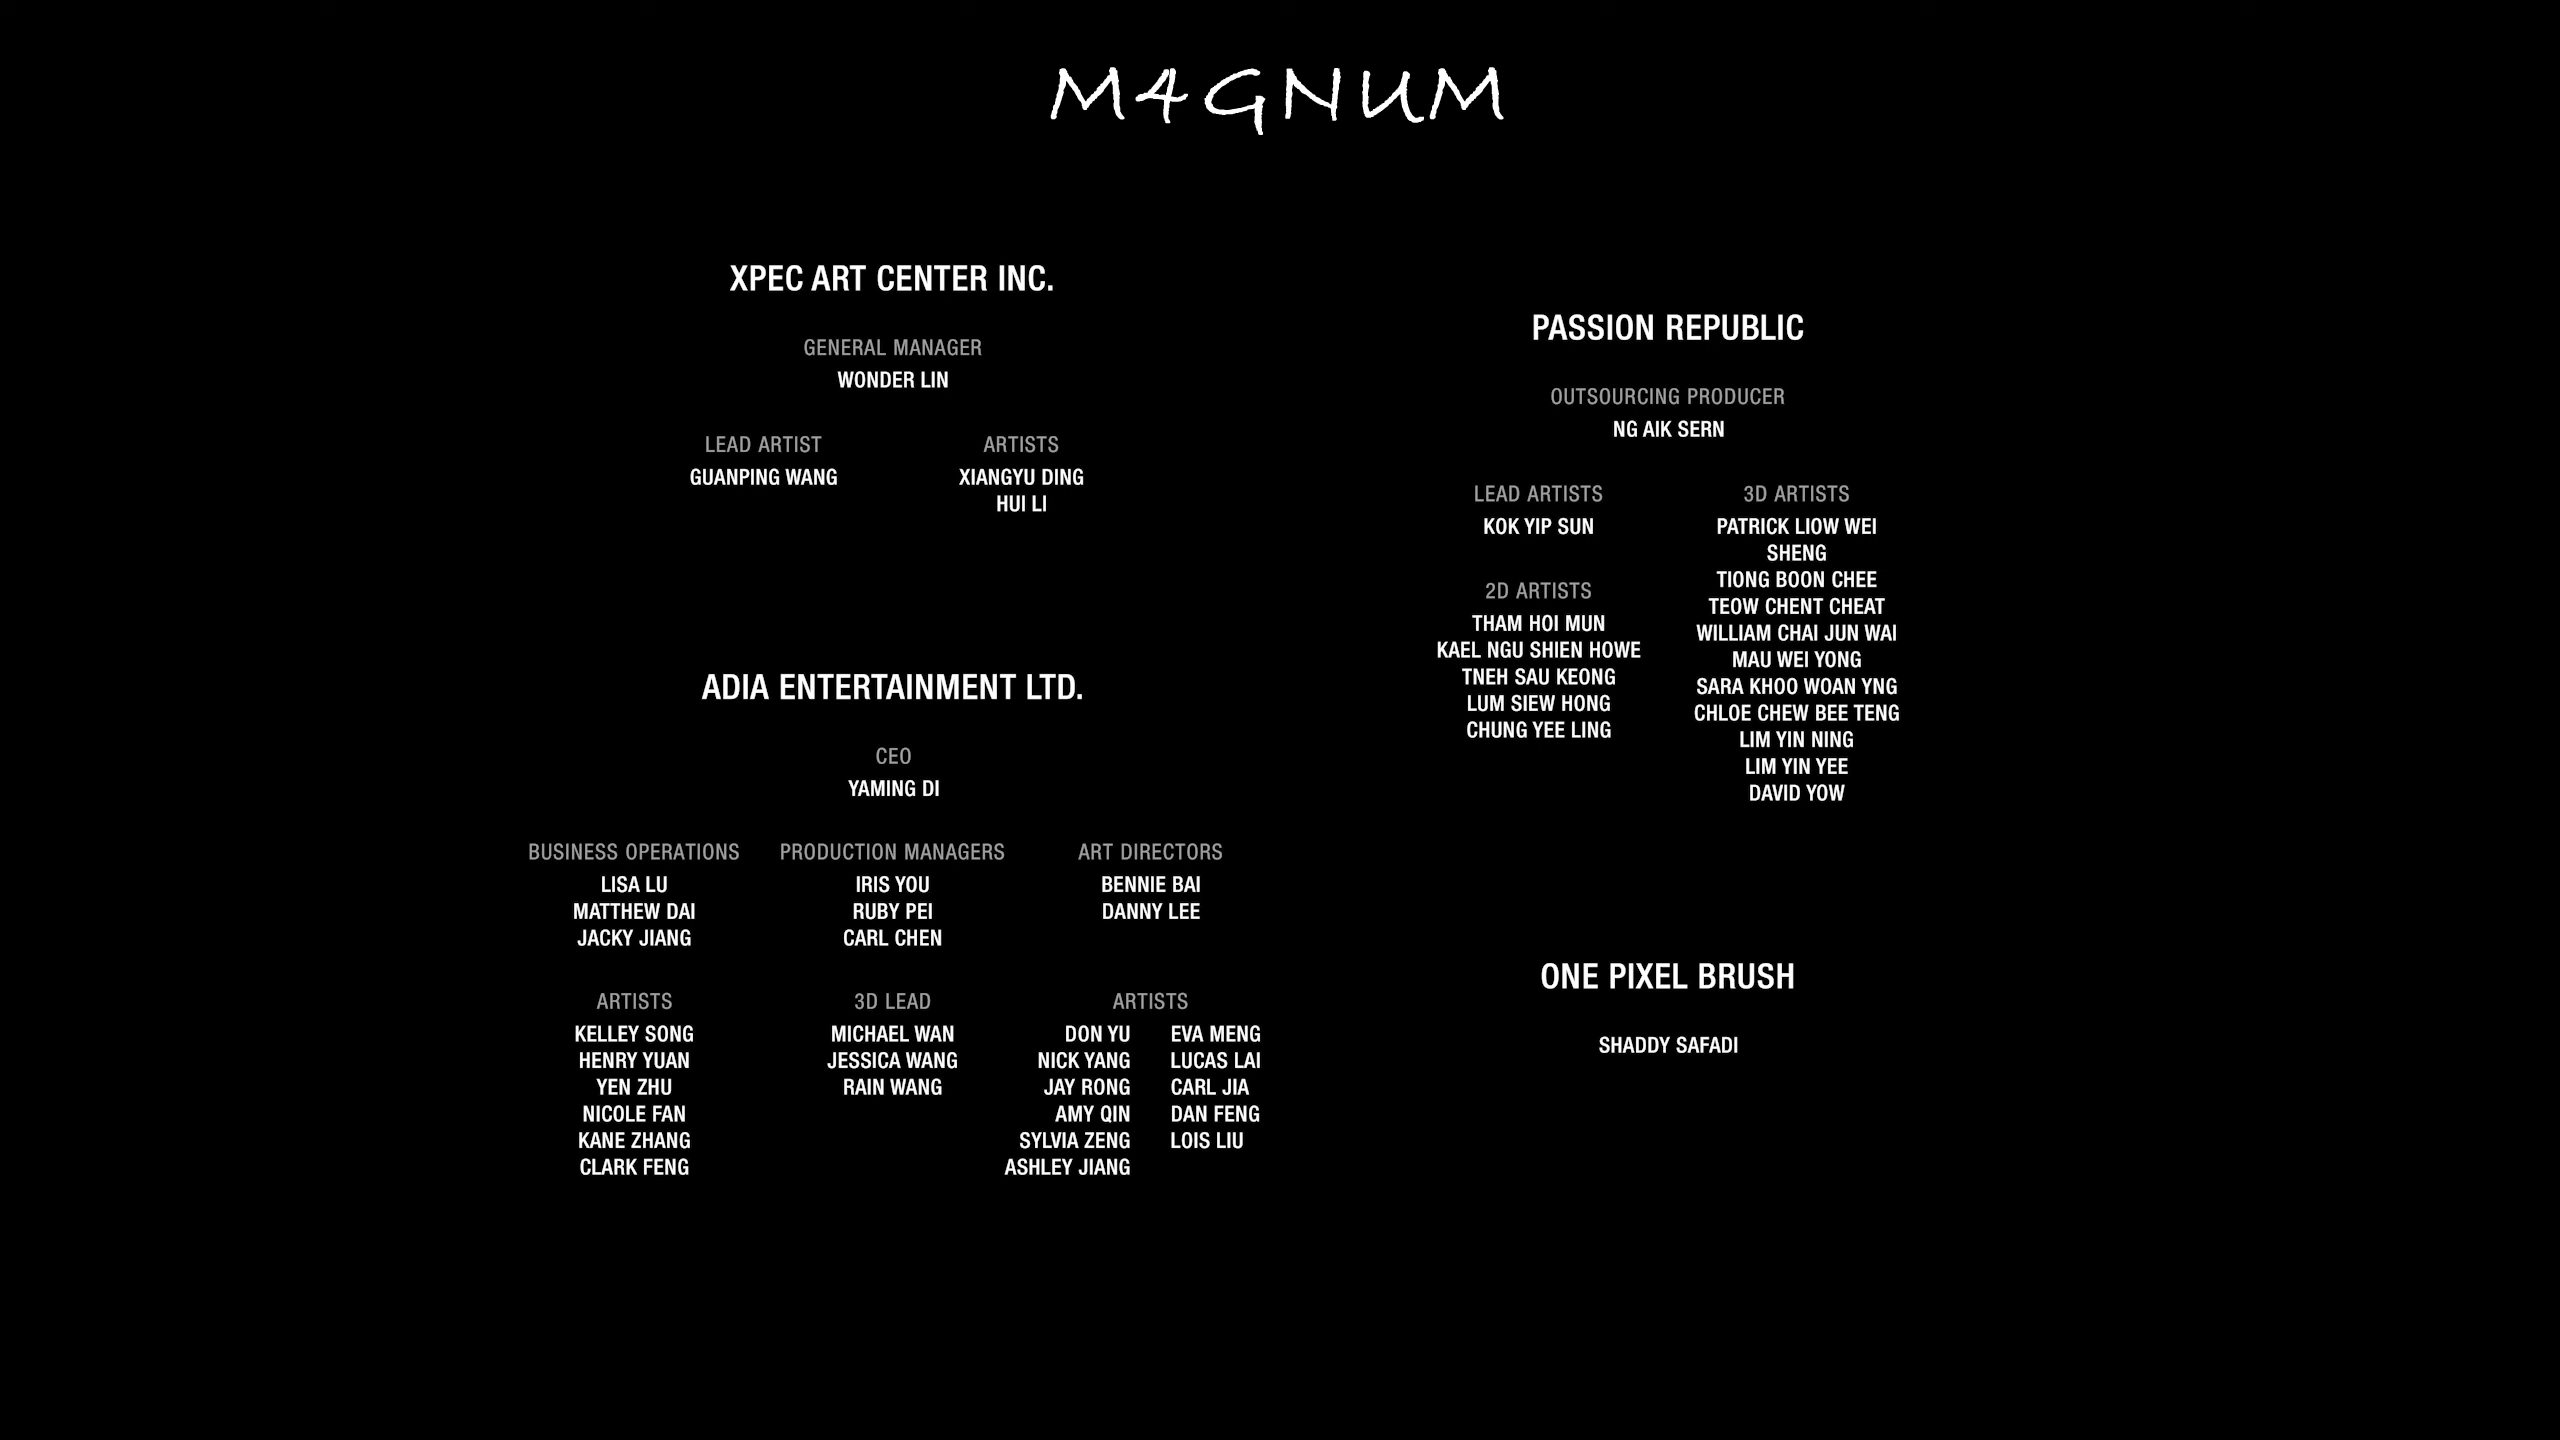 M4GNUM
XPEC ART CENTER INC.
GENERAL MANAGER
WONDER LIN
LEAD ARTIST
GUANPING WANG
ARTISTS
XIANGYU DING
HUI LI
ADIA ENTERTAINMENT LTD.
CEO
YAMING DI
BUSINESS OPERATIONS
LISA LU
MATTHEW DAI
JACKY JIANG
PRODUCTION MANAGERS
IRIS YOU
RUBY PEI
CARL CHEN
ART DIRECTORS
BENNIE BAI
DANNY LEE
ARTISTS
KELLEY SONG
HENRY YUAN
YEN ZHU
NICOLE FAN
KANE ZHANG
CLARK FENG
3D LEAD
MICHAEL WAN
JESSICA WANG
RAIN WANG
ARTISTS
DON YU
NICK YANG
JAY RONG
AMY QIN
SYLVIA ZENG
ASHLEY JIANG
EVA MENG
LUCAS LAI
CARL JIA
DAN FENG
LOIS LIU
PASSION REPUBLIC
OUTSOURCING PRODUCER
NG AIK SERN
LEAD ARTISTS
KOK YIP SUN
2D ARTISTS
THAM HOI MUN
KAEL NGU SHIEN HOWE
TNEH SAU KEONG
LUM SIEW HONG
CHUNG YEE LING
3D ARTISTS
PATRICK LIOW WEI
SHENG
TIONG BOON CHEE
TEOW CHENT CHEAT
WILLIAM CHAI JUN WAI
MAU WEI YONG
SARA KHOO WOAN YNG
CHLOE CHEW BEE TENG
LIM YIN NING
LIM YIN YEE
DAVID YOW
ONE PIXEL BRUSH
SHADDY SAFADI